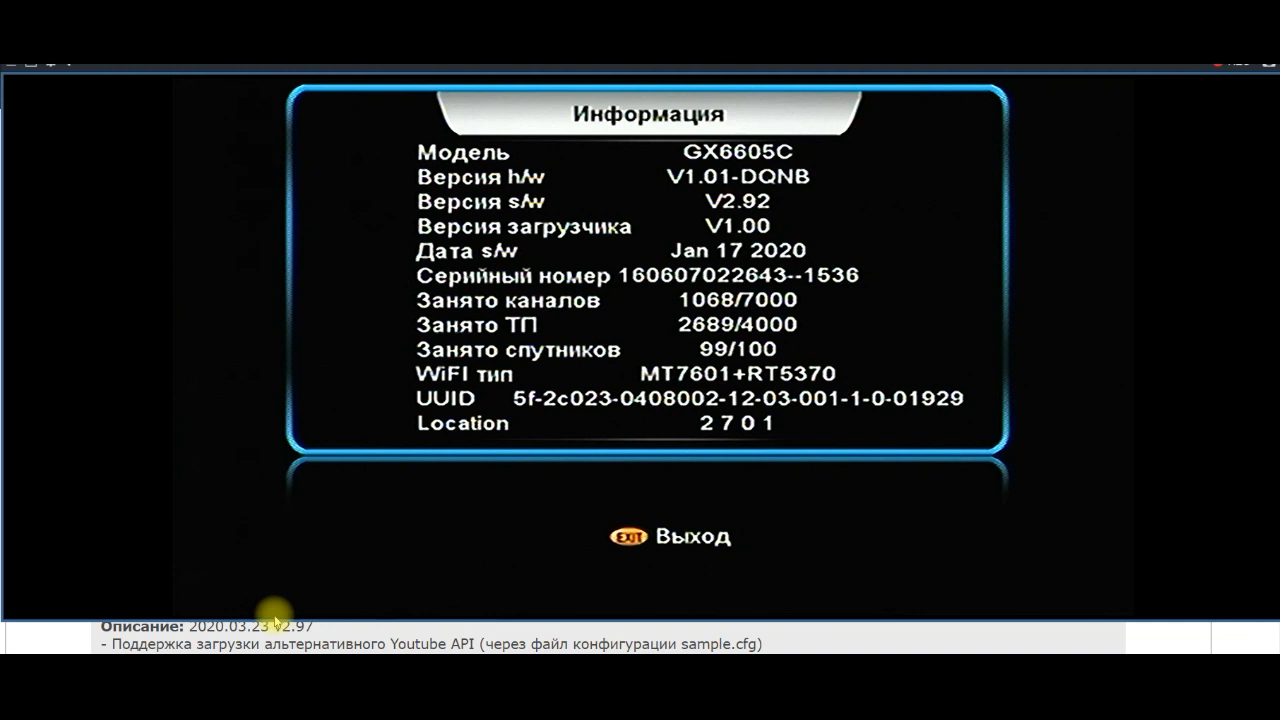 Информация
Модель GX6605C
Версия h/w V1.01-DQNB
Версия s/w V2.92
Версия загрузчика V1.00
Дата s/w Jan 17 2020
Серийный номер 160607022643--1536
Занято каналов 1068/7000
Занято ТП 2689/4000
Занято спутников 99/100
WiFI тип MT7601+RT5370
UUID 5f-2c023-0408002-12-03-001-1-0-01929
Location 2 7 0 1
EXIT Выход
Описание: 2020.03.23 v2.97
- Поддержка загрузки альтернативного Youtube API (через файл конфигурации sample.cfg)